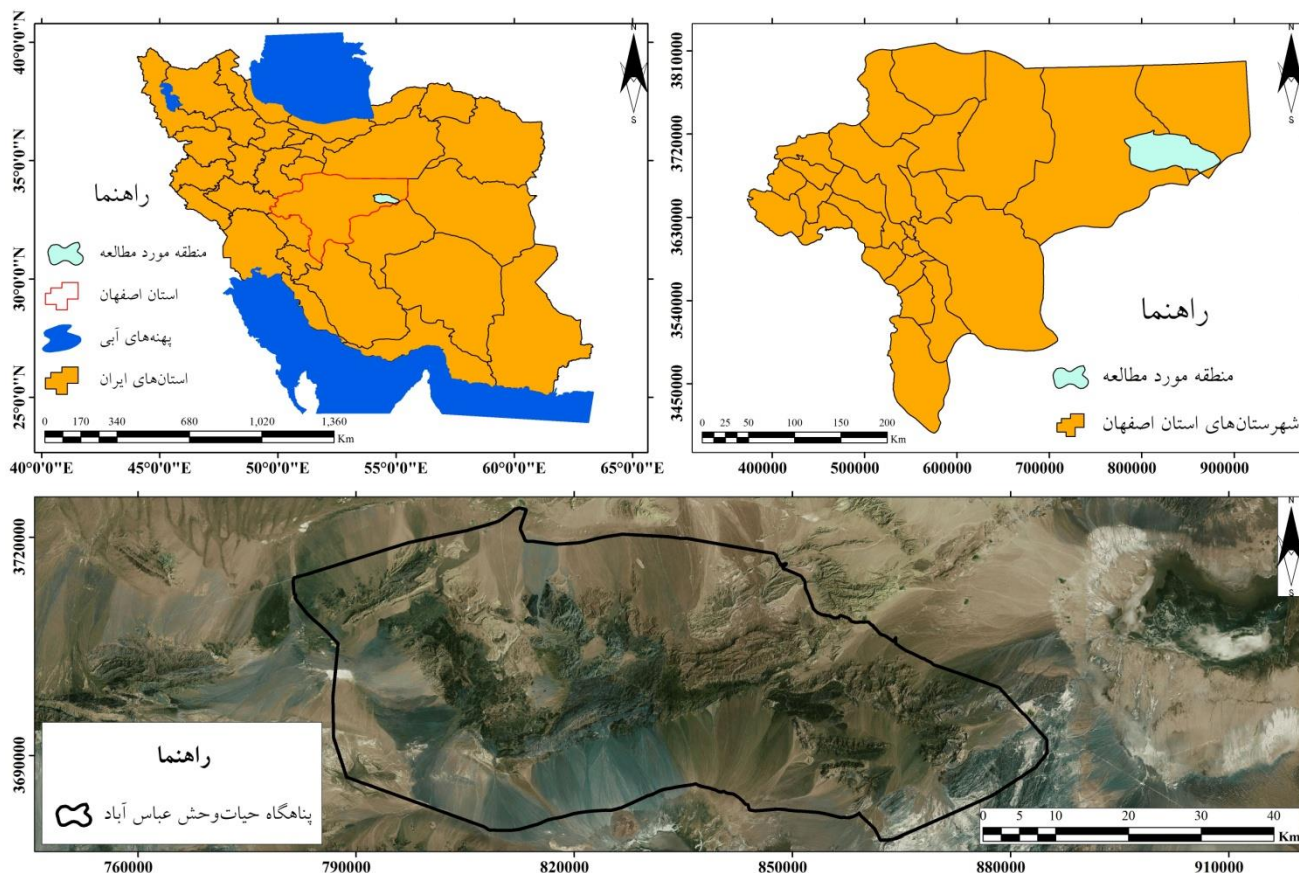 N
S
40°0'0"N
35°0'0"N
30°0'0"N
25°0'0"N
راهنما
منطقه مورد مطالعه
استان اصفهان
پهنه‌های آبی
استان‌های ایران
0 170 340 680 1,020 1,360
Km
40°0'0"E 45°0'0"E 50°0'0"E 55°0'0"E 60°0'0"E 65°0'0"E
N
S
3810000
3720000
3630000
3540000
3450000
راهنما
منطقه مورد مطالعه
شهرستان‌های استان اصفهان
0 25 50 100 150 200
Km
400000 500000 600000 700000 800000 900000
N
S
3720000
3690000
راهنما
پناهگاه حیات‌وحش عباس آباد
0 5 10 20 30 40
Km
760000 790000 820000 850000 880000 910000